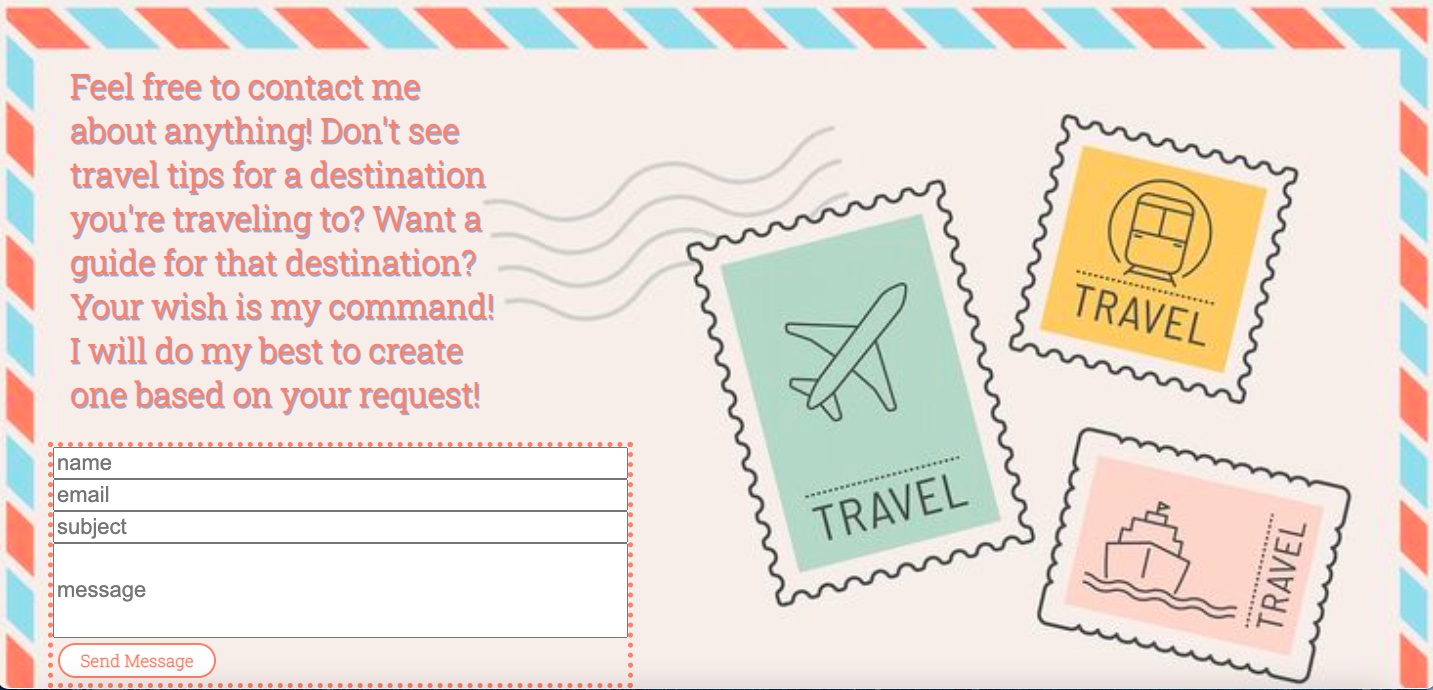 Feel free to contact me
about anything! Don't see
travel tips for a destination
you're traveling to? Want a
guide for that destination?
Your wish is my command!
I will do my best to create
one based on your request!
name
email
subject
message
Send Message
TRAVEL
TRAVEL
TRAVEL